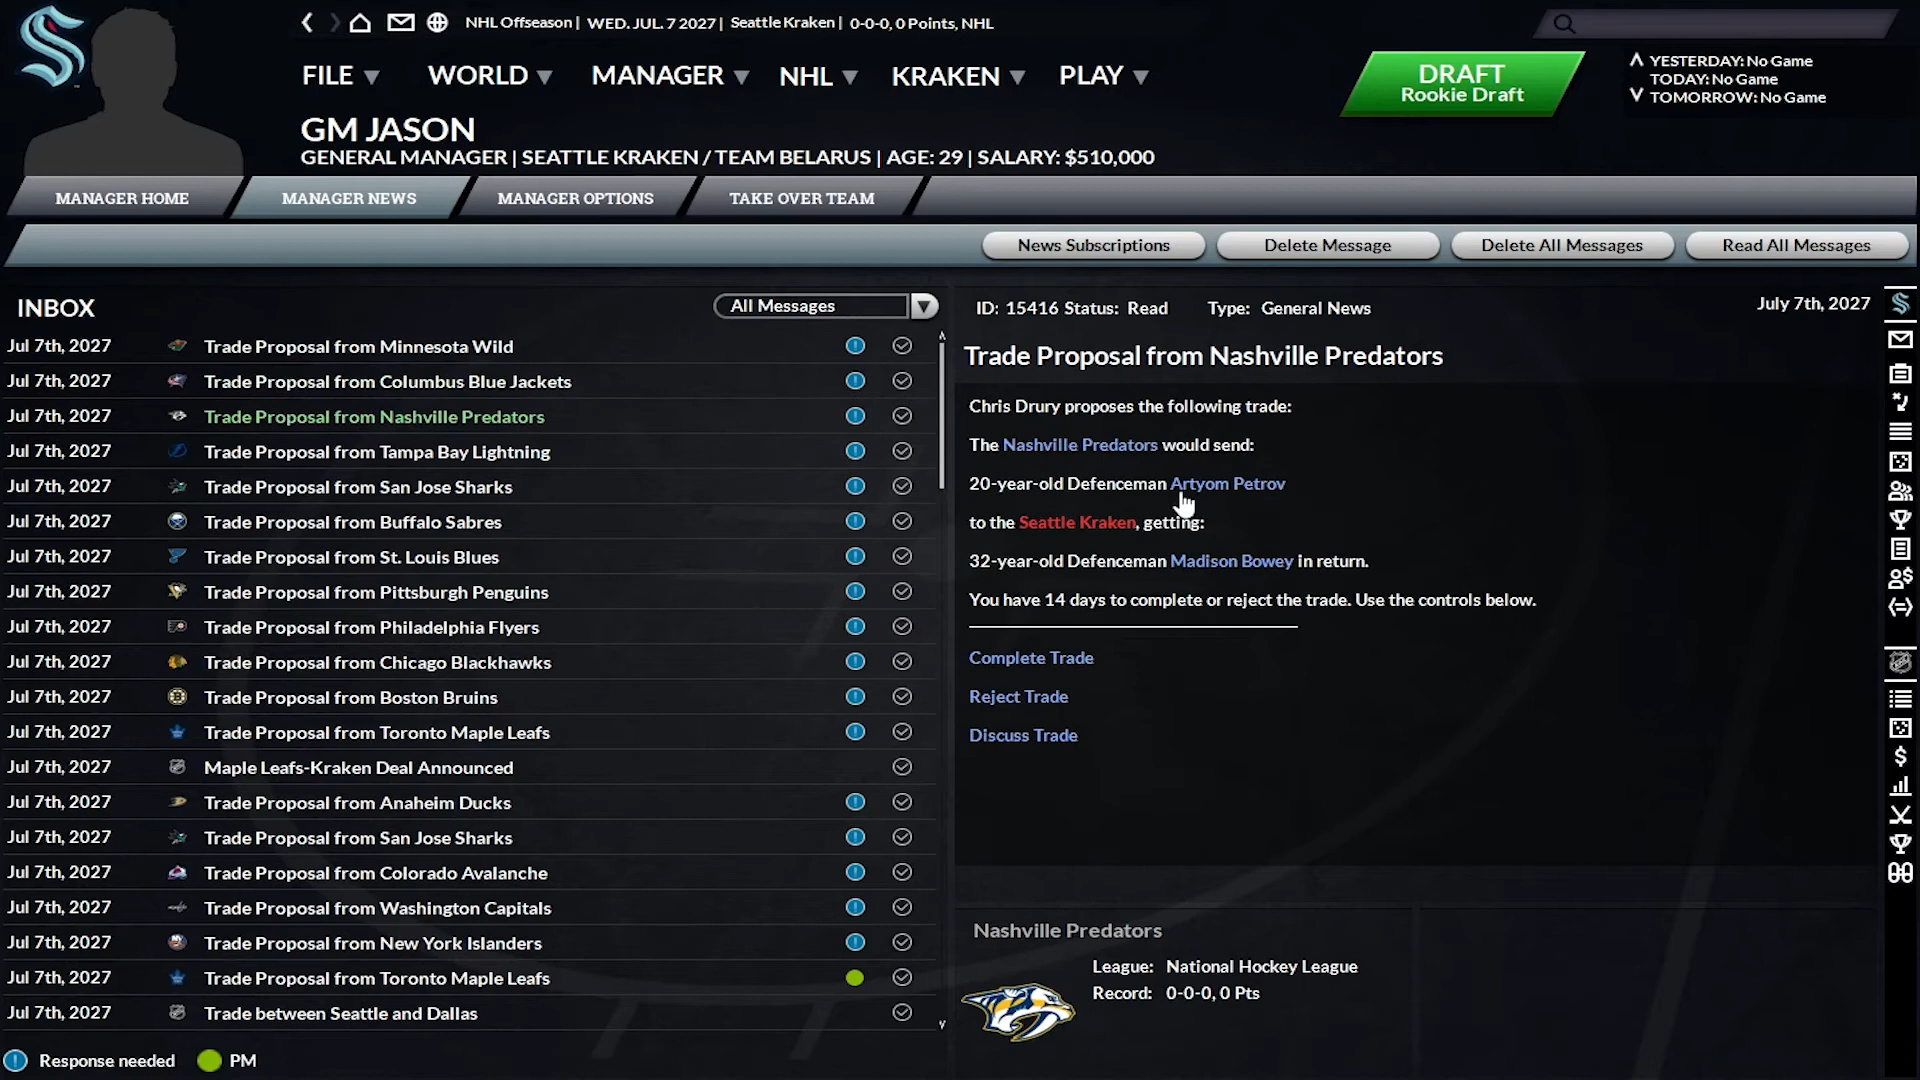 NHL Offseason | WED. JUL. 7 2027 | Seattle Kraken | 0-0-0, 0 Points, NHL
FILE WORLD MANAGER NHL KRAKEN PLAY
DRAFT
Rookie Draft
YESTERDAY: No Game
TODAY: No Game
TOMORROW: No Game
GM JASON
GENERAL MANAGER | SEATTLE KRAKEN / TEAM BELARUS | AGE: 29 | SALARY: $510,000
MANAGER HOME MANAGER NEWS MANAGER OPTIONS TAKE OVER TEAM
News Subscriptions Delete Message Delete All Messages Read All Messages
INBOX All Messages
Jul 7th, 2027 Trade Proposal from Minnesota Wild
Jul 7th, 2027 Trade Proposal from Columbus Blue Jackets
Jul 7th, 2027 Trade Proposal from Nashville Predators
Jul 7th, 2027 Trade Proposal from Tampa Bay Lightning
Jul 7th, 2027 Trade Proposal from San Jose Sharks
Jul 7th, 2027 Trade Proposal from Buffalo Sabres
Jul 7th, 2027 Trade Proposal from St. Louis Blues
Jul 7th, 2027 Trade Proposal from Pittsburgh Penguins
Jul 7th, 2027 Trade Proposal from Philadelphia Flyers
Jul 7th, 2027 Trade Proposal from Chicago Blackhawks
Jul 7th, 2027 Trade Proposal from Boston Bruins
Jul 7th, 2027 Trade Proposal from Toronto Maple Leafs
Jul 7th, 2027 Maple Leafs-Kraken Deal Announced
Jul 7th, 2027 Trade Proposal from Anaheim Ducks
Jul 7th, 2027 Trade Proposal from San Jose Sharks
Jul 7th, 2027 Trade Proposal from Colorado Avalanche
Jul 7th, 2027 Trade Proposal from Washington Capitals
Jul 7th, 2027 Trade Proposal from New York Islanders
Jul 7th, 2027 Trade Proposal from Toronto Maple Leafs
Jul 7th, 2027 Trade between Seattle and Dallas
Response needed PM
ID: 15416 Status: Read Type: General News July 7th, 2027
Trade Proposal from Nashville Predators
Chris Drury proposes the following trade:
The Nashville Predators would send:
20-year-old Defenceman Artyom Petrov
to the Seattle Kraken, getting:
32-year-old Defenceman Madison Bowey in return.
You have 14 days to complete or reject the trade. Use the controls below.
Complete Trade
Reject Trade
Discuss Trade
Nashville Predators
League: National Hockey League
Record: 0-0-0, 0 Pts